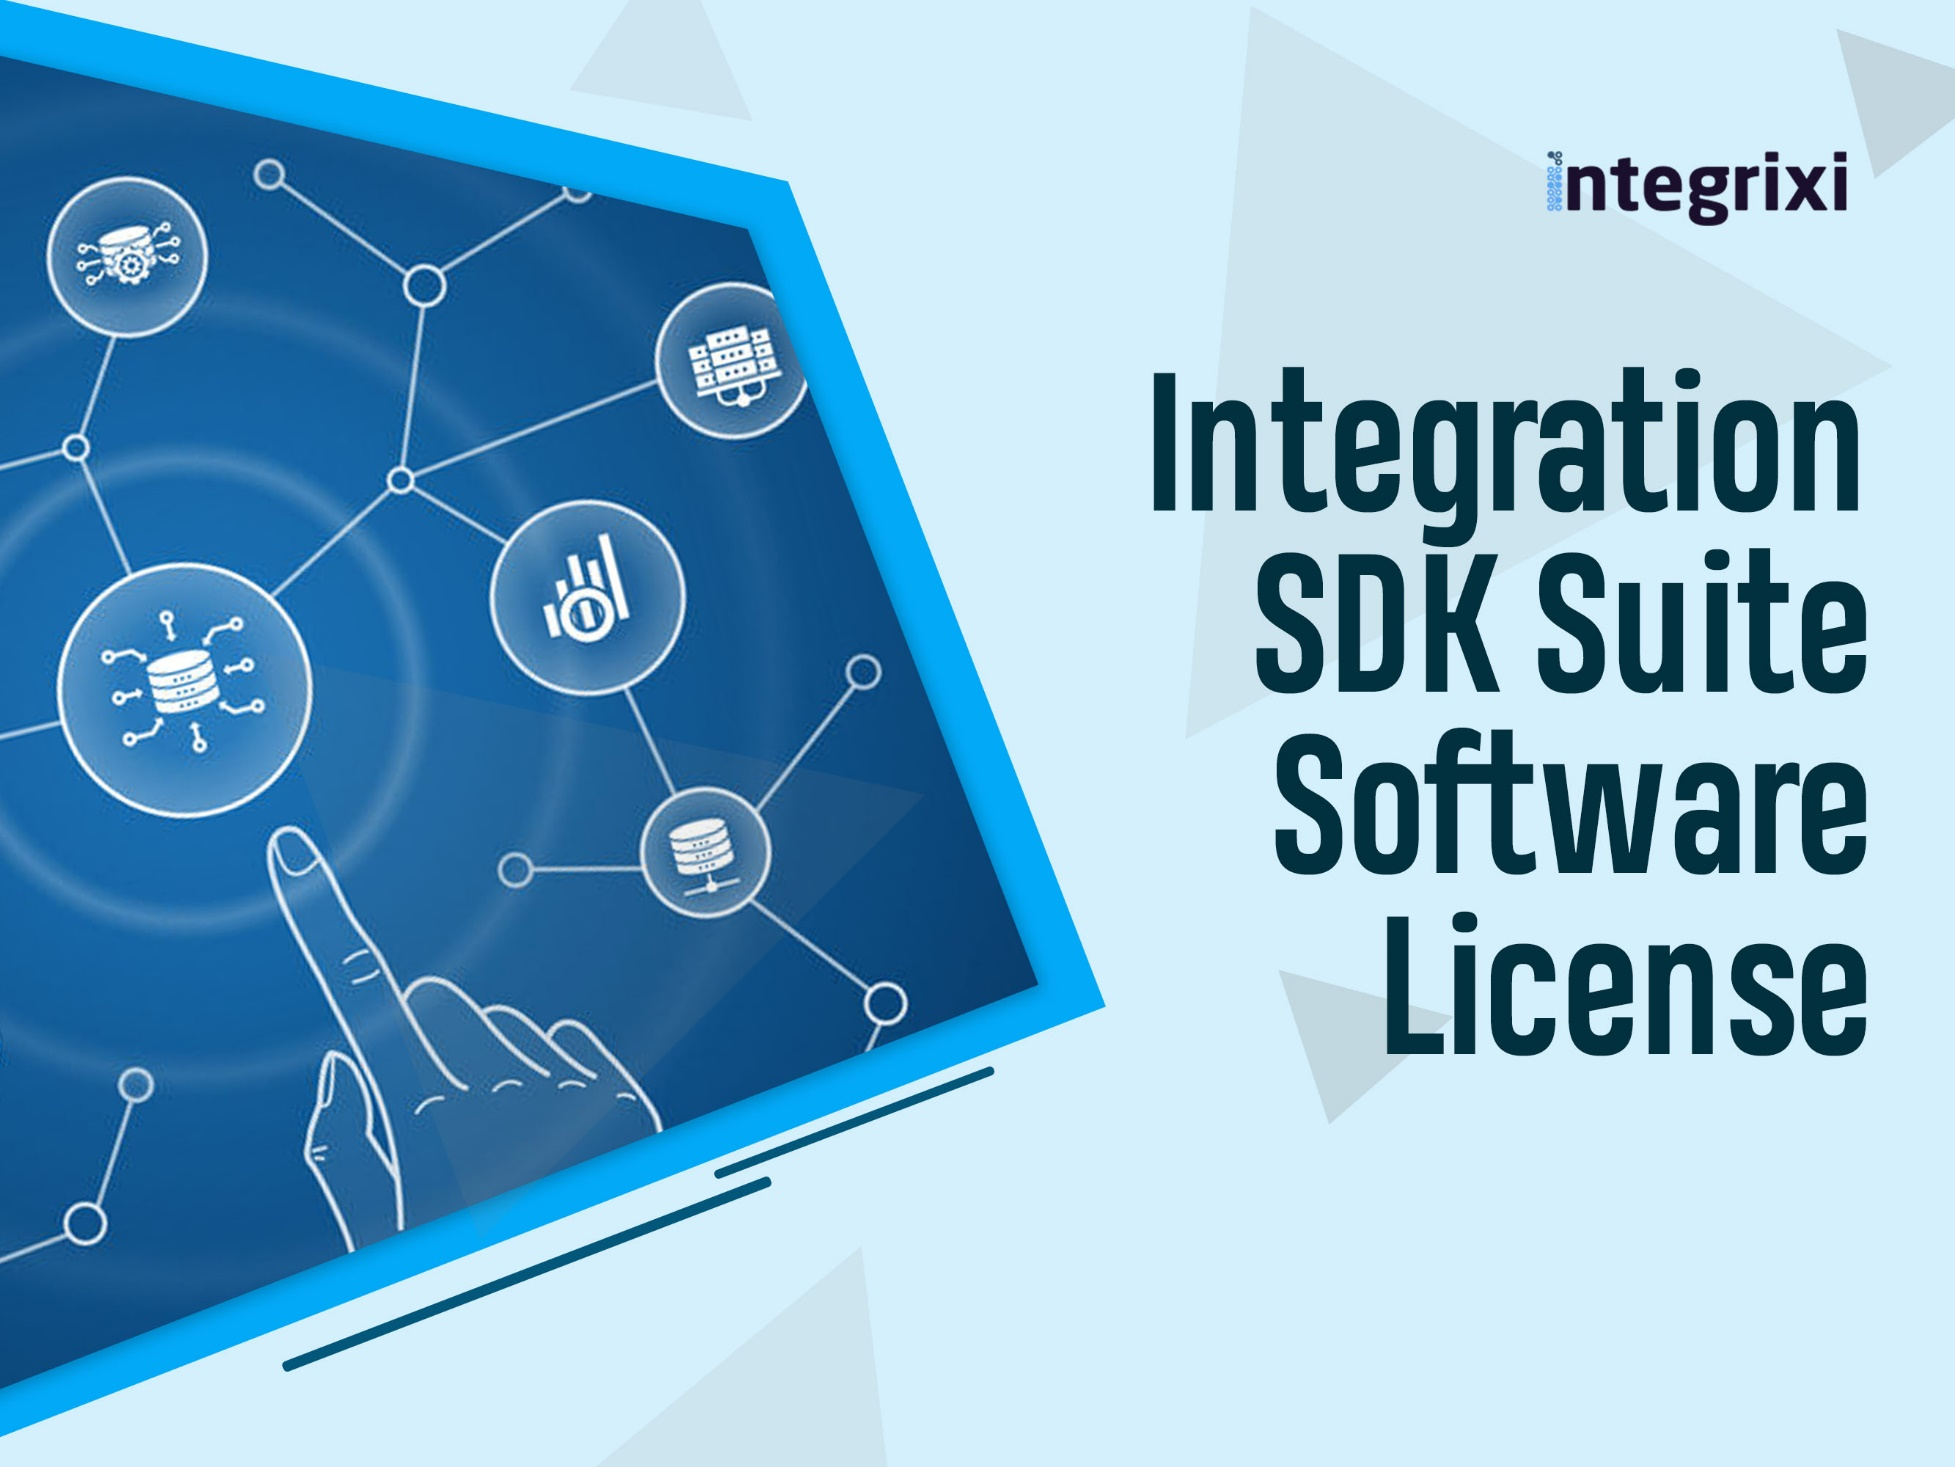 integrixi
Integration
SDK Suite
Software
License